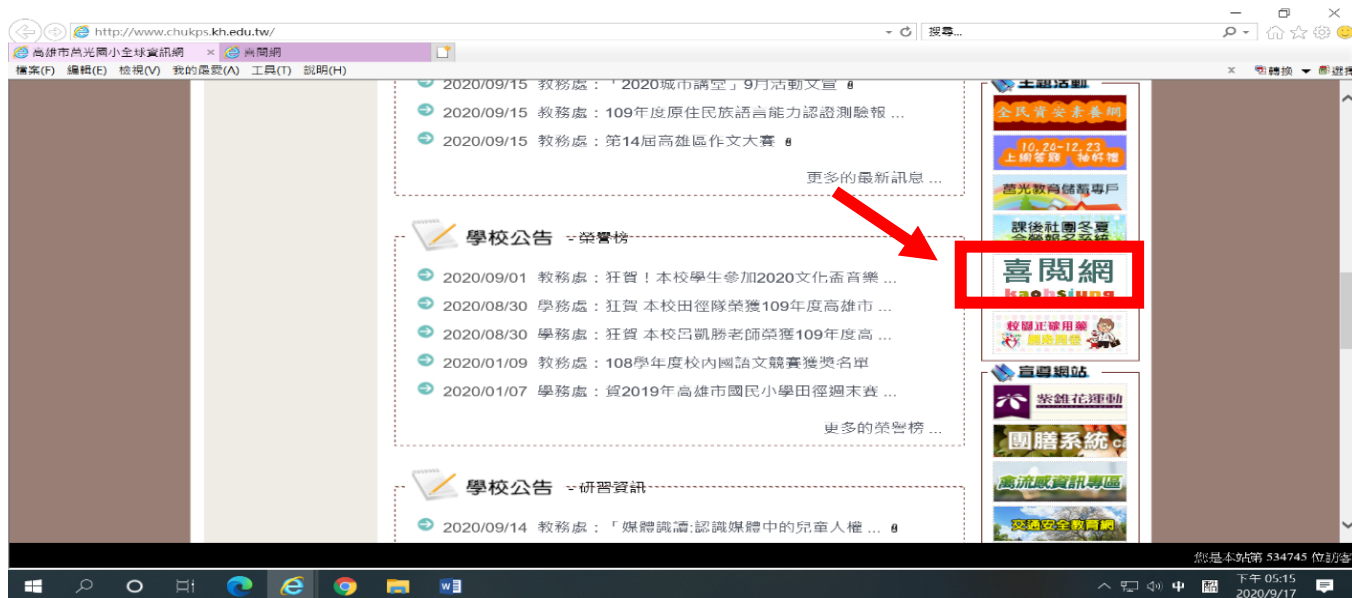 http://www.chukps.kh.edu.tw/
搜尋...
高雄市莒光國小全球資訊網
喜閱網
檔案(F) 編輯(E) 檢視(V) 我的最愛(A) 工具(T) 說明(H)
轉換
2020/09/15 教務處：「2020城市講堂」9月活動文宣
2020/09/15 教務處：109年度原住民族語言能力認證測驗報 ...
2020/09/15 教務處：第14屆高雄區作文大賽
更多的最新訊息 ...
學校公告 - 榮譽榜
2020/09/01 教務處：狂賀！本校學生參加2020文化盃音樂 ...
2020/08/30 學務處：狂賀 本校田徑隊榮獲109年度高雄市 ...
2020/08/30 學務處：狂賀 本校呂凱勝老師榮獲109年度高 ...
2020/01/09 教務處：108學年度校內國語文競賽獲獎名單
2020/01/07 學務處：賀2019年高雄市國民小學田徑週末賽 ...
更多的榮譽榜 ...
學校公告 - 研習資訊
2020/09/14 教務處：「媒體識讀:認識媒體中的兒童人權 ...
主題活動
全民資安素養網
10.20-12.23
上網答題 抽好禮
莒光教育儲蓄專戶
課後社團冬夏
令營報名系統
喜閱網
kaohsiung
校園正確用藥
宣導網站
紫錐花運動
團膳系統
禽流感資訊專區
交通安全教育網
您是本站第 534745 位訪客
下午 05:15
2020/9/17